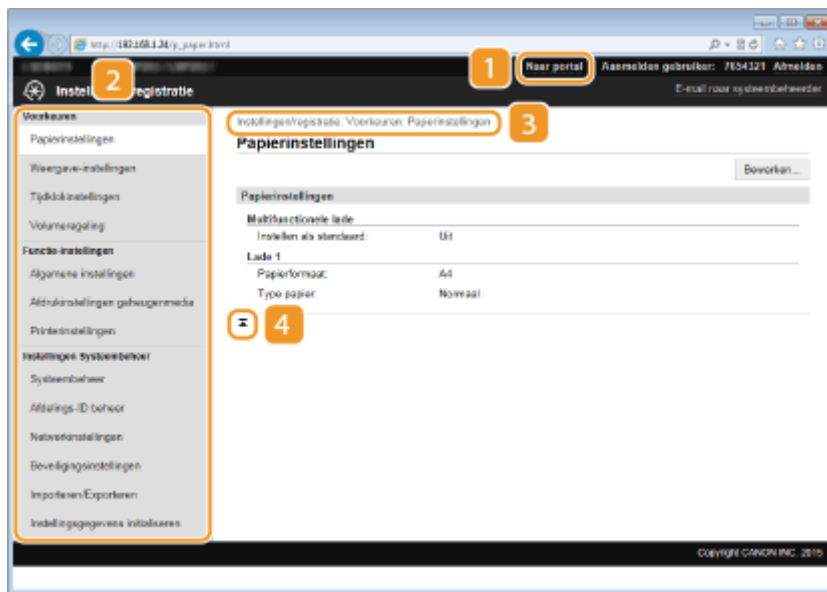 http://192.168.1.24/p_paper.html
1
Naar portal
Aanmelden gebruiker: 7654321 Afmelden
2
registratie
E-mail naar systeembeheerder
Voorkeuren
Papierinstellingen
Weergave-instellingen
Tijdklokinstellingen
Volumeregeling
Functie-instellingen
Algemene instellingen
Afdrukinstellingen geheugenmedia
Printerinstellingen
Instellingen Systeembeheer
Systeembeheer
Afdelings-ID beheer
Netwerkinstellingen
Beveiligingsinstellingen
Importeren/Exporteren
Instellingsgegevens initialiseren
Instellingen/registratie: Voorkeuren: Papierinstellingen
3
Papierinstellingen
Bewerken...
Papierinstellingen
Multifunctionele lade
Instellen als standaard: Uit
Lade 1
Papierformaat: A4
Type papier: Normaal
4
Copyright CANON INC. 2015